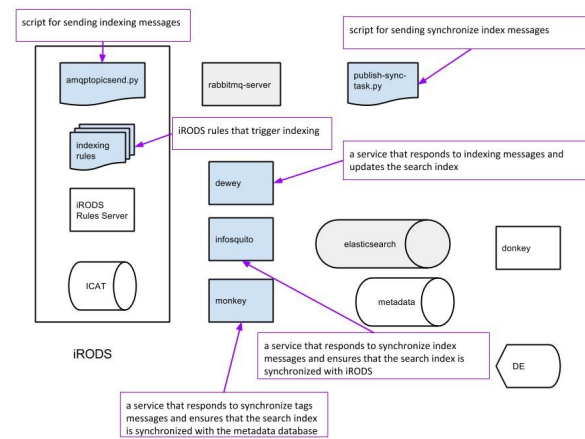 script for sending indexing messages
script for sending synchronize index messages
amqptopicsend.py
rabbitmq-server
publish-sync-
task.py
iRODS rules that trigger indexing
indexing
rules
a service that responds to indexing messages and
updates the search index
dewey
iRODS
Rules Server
infosquito
elasticsearch
donkey
ICAT
monkey
metadata
iRODS
a service that responds to synchronize index
messages and ensures that the search index is
synchronized with iRODS
DE
a service that responds to synchronize tags
messages and ensures that the search index
is synchronized with the metadata database